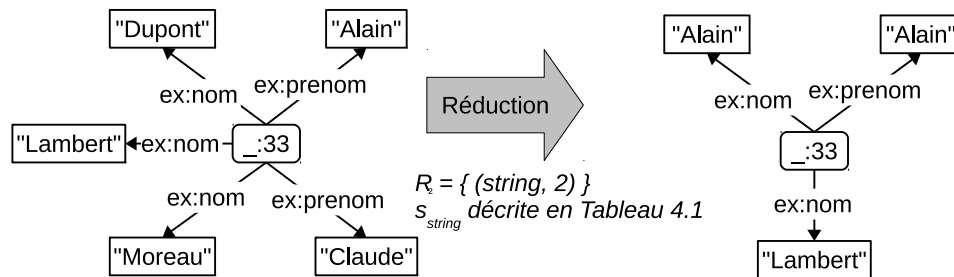 "Dupont"
"Alain"
ex:nom
ex:prenom
"Lambert"
ex:nom
_:33
ex:nom
ex:prenom
"Moreau"
"Claude"
Réduction
R2 = { (string, 2) }
s string décrite en Tableau 4.1
"Alain"
"Alain"
ex:nom
ex:prenom
_:33
ex:nom
"Lambert"